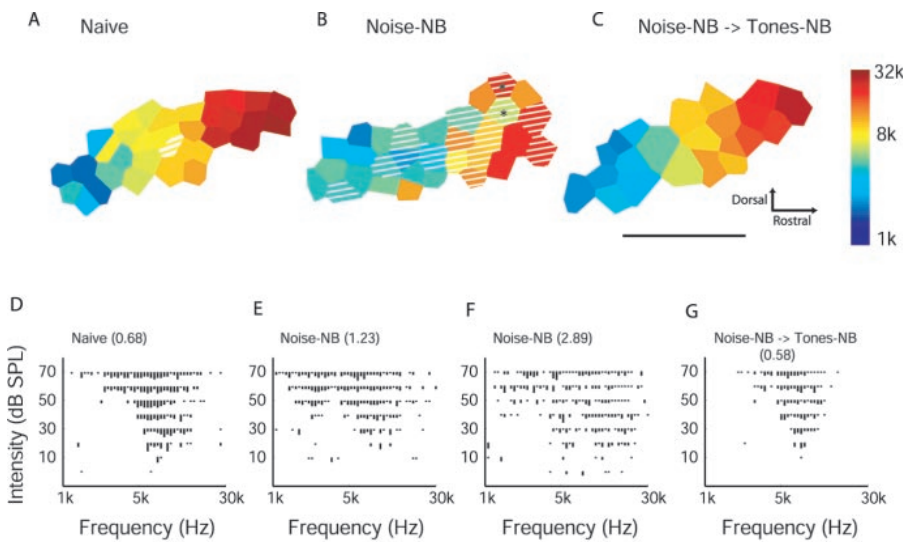 A
Naive
B
Noise-NB
C
Noise-NB -> Tones-NB
32k
8k
1k
*
*
Dorsal
Rostral
D
Naive (0.68)
E
Noise-NB (1.23)
F
Noise-NB (2.89)
G
Noise-NB -> Tones-NB
(0.58)
Intensity (dB SPL)
70
50
30
10
70
50
30
10
70
50
30
10
70
50
30
10
1k 5k 30k
1k 5k 30k
1k 5k 30k
1k 5k 30k
Frequency (Hz)
Frequency (Hz)
Frequency (Hz)
Frequency (Hz)